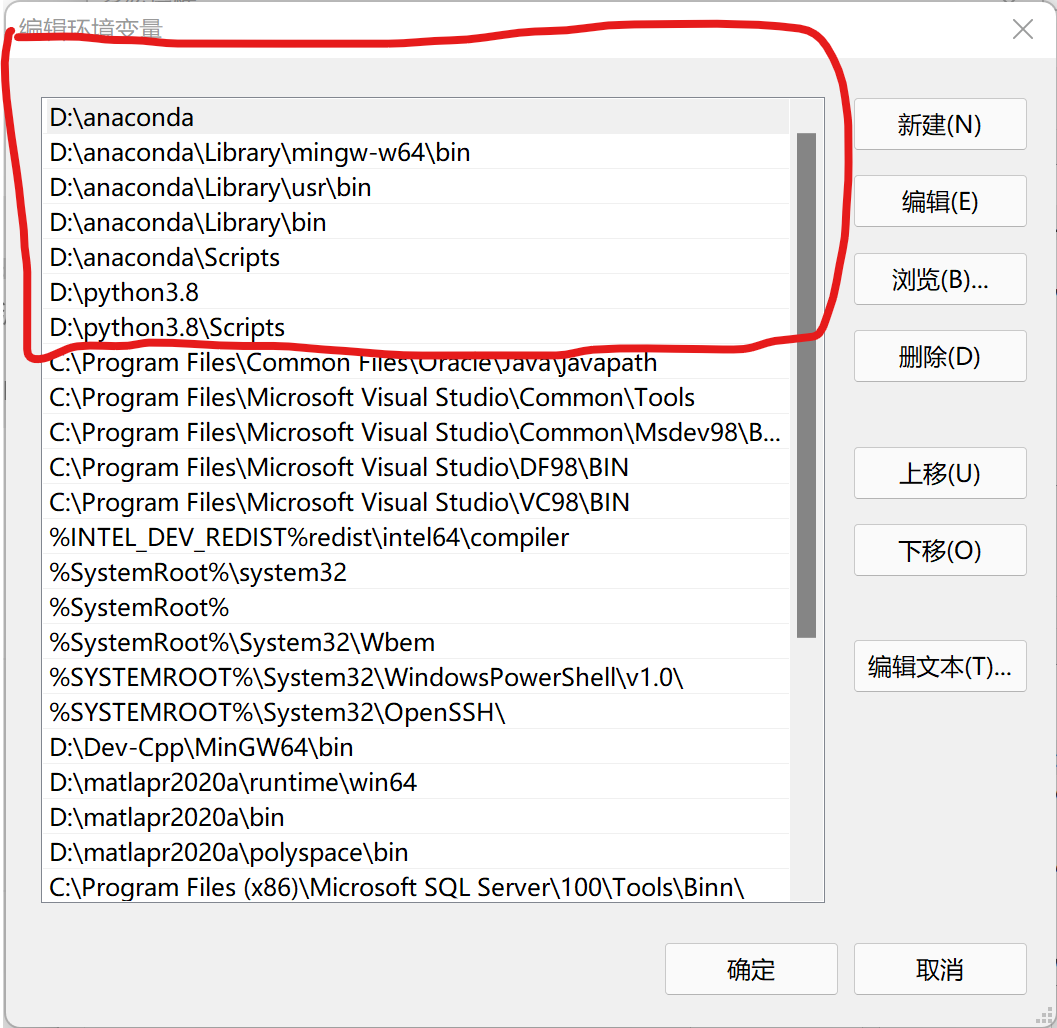 编辑环境变量
D:\anaconda
D:\anaconda\Library\mingw-w64\bin
D:\anaconda\Library\usr\bin
D:\anaconda\Library\bin
D:\anaconda\Scripts
D:\python3.8
D:\python3.8\Scripts
C:\Program Files\Common Files\Oracle\Java\javapath
C:\Program Files\Microsoft Visual Studio\Common\Tools
C:\Program Files\Microsoft Visual Studio\Common\Msdev98\B...
C:\Program Files\Microsoft Visual Studio\DF98\BIN
C:\Program Files\Microsoft Visual Studio\VC98\BIN
%INTEL_DEV_REDIST%redist\intel64\compiler
%SystemRoot%\system32
%SystemRoot%
%SystemRoot%\System32\Wbem
%SYSTEMROOT%\System32\WindowsPowerShell\v1.0\
%SYSTEMROOT%\System32\OpenSSH\
D:\Dev-Cpp\MinGW64\bin
D:\matlapr2020a\runtime\win64
D:\matlapr2020a\bin
D:\matlapr2020a\polyspace\bin
C:\Program Files (x86)\Microsoft SQL Server\100\Tools\Binn\
新建(N)
编辑(E)
浏览(B)...
删除(D)
上移(U)
下移(O)
编辑文本(T)...
确定
取消